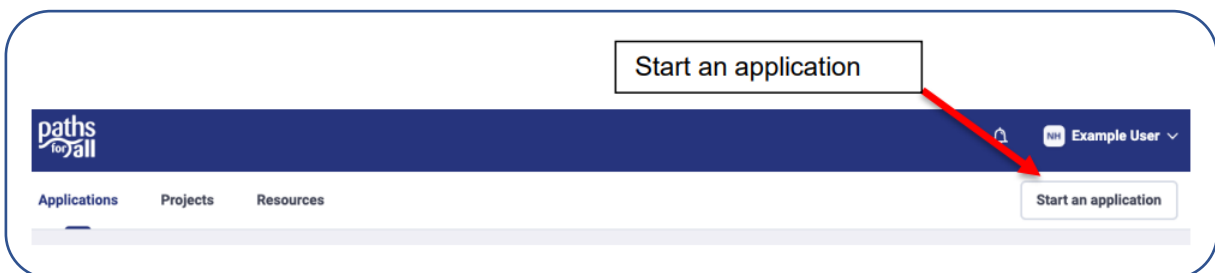 Start an application
paths
for all
NH Example User
Applications Projects Resources Start an application